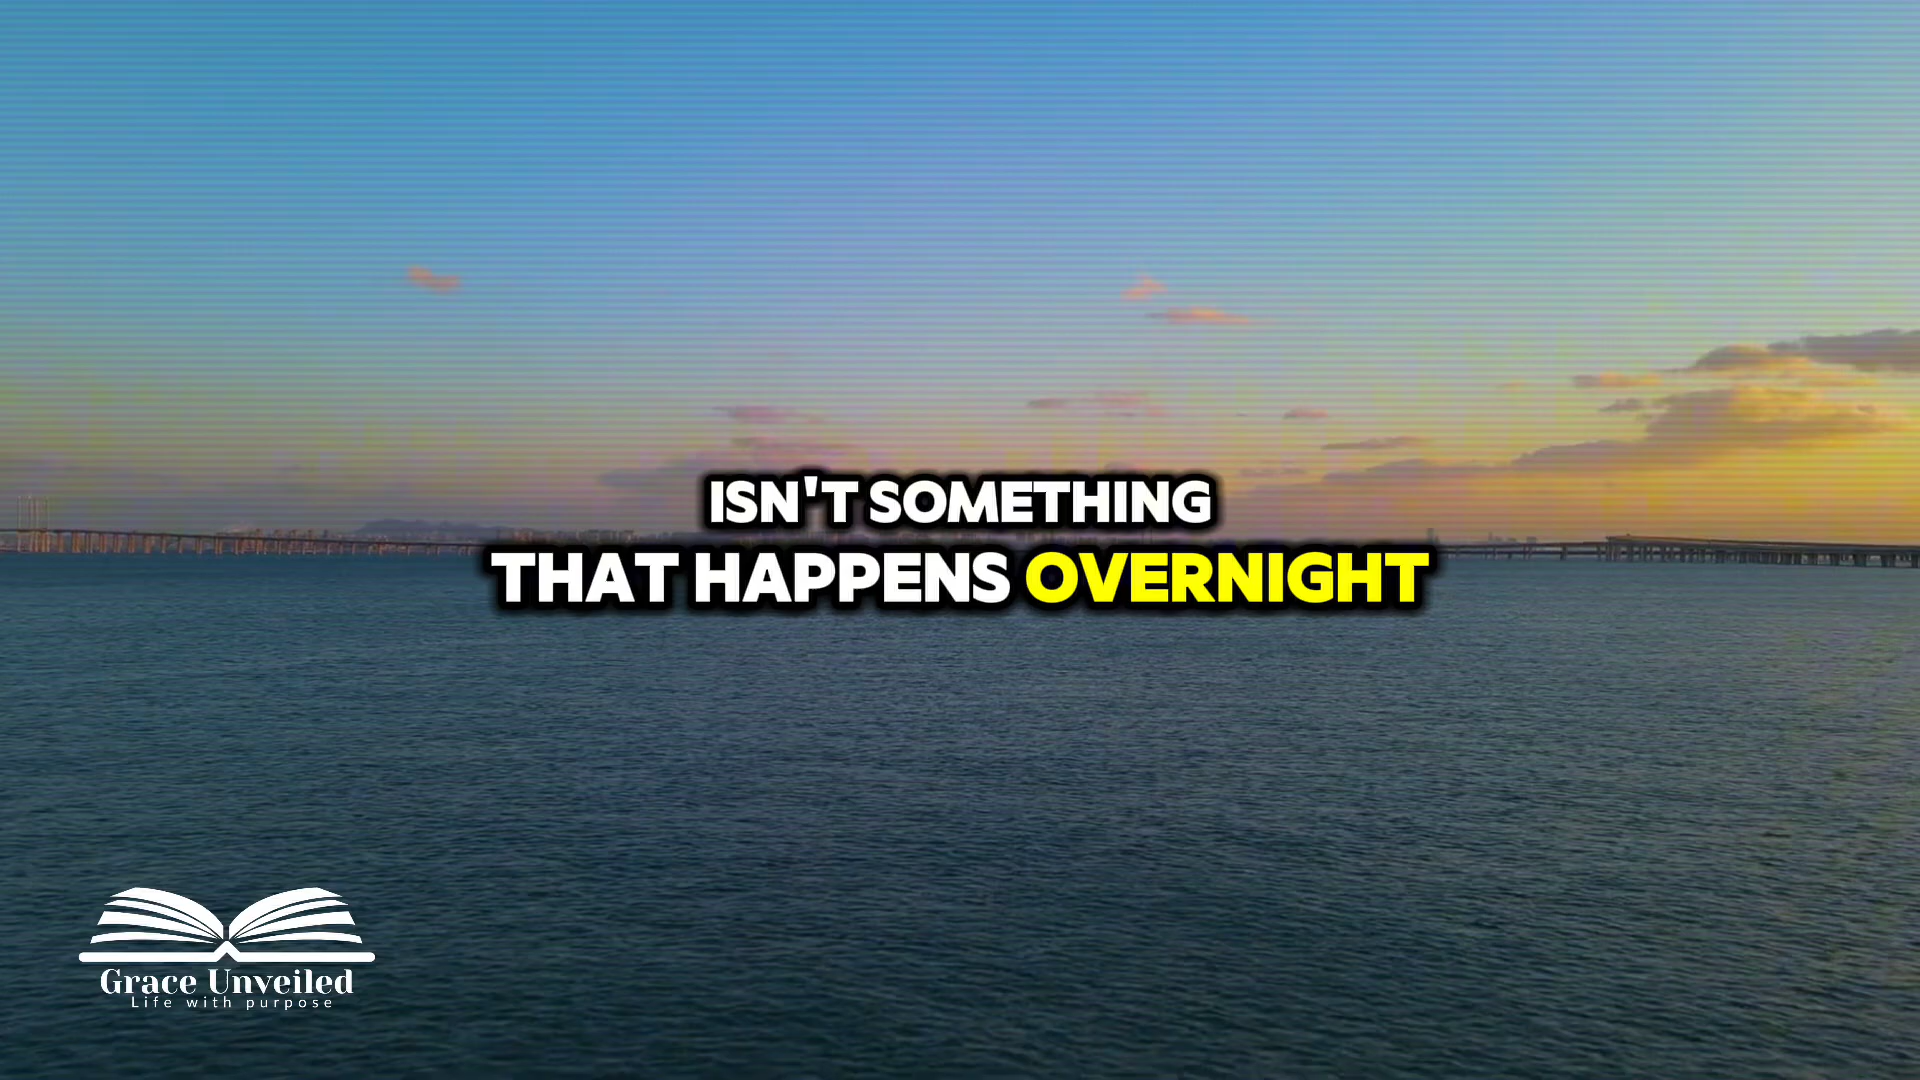 ISN'T SOMETHING
THAT HAPPENS OVERNIGHT
Grace Unveiled
Life with purpose